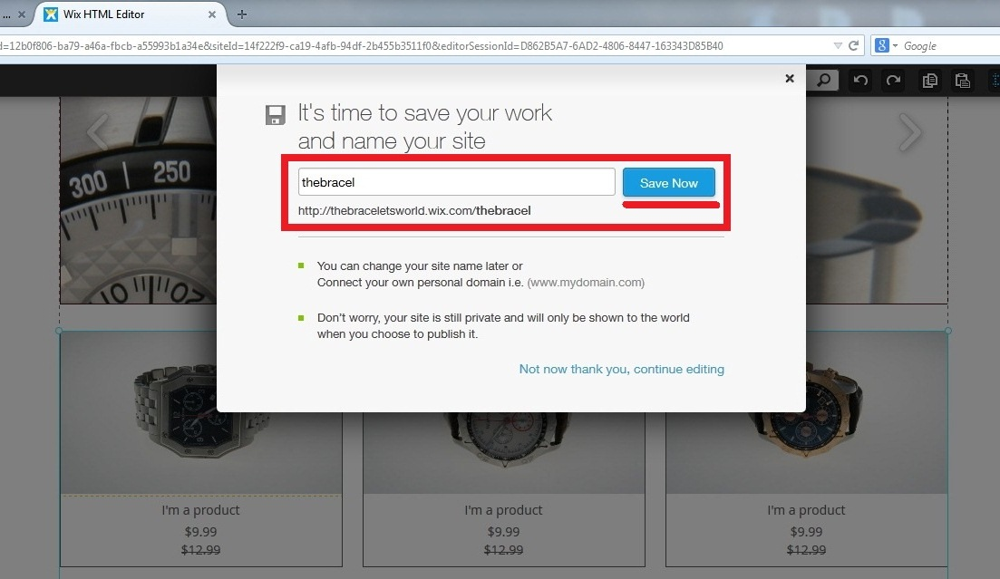 ...
Wix HTML Editor
d=12b0f806-ba79-a46a-fbcb-a55993b1a34e&siteId=14f222f9-ca19-4afb-94df-2b455b3511f0&editorSessionId=D862B5A7-6AD2-4806-8447-163343D85B40
8 Google
It's time to save your work
and name your site
thebracel
Save Now
http://thebraceletsworld.wix.com/thebracel
You can change your site name later or
Connect your own personal domain i.e. (www.mydomain.com)
Don't worry, your site is still private and will only be shown to the world
when you choose to publish it.
Not now thank you, continue editing
300 | 250
I'm a product
$9.99
$12.99
I'm a product
$9.99
$12.99
I'm a product
$9.99
$12.99